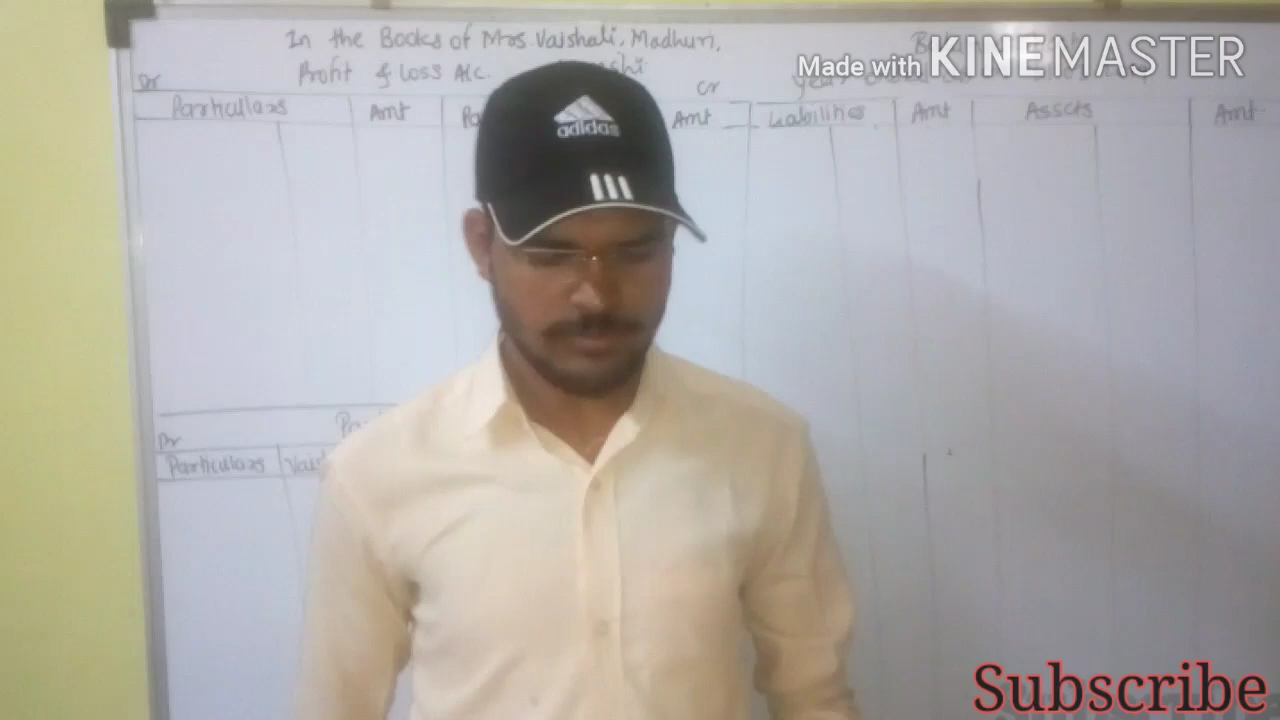 In the Books of Mrs. Vaishali, Madhuri,
Dr Profit & Loss A/c. Cr
Particulars Amt Amt
Liabilities Amt Assets Amt
Made with KINEMASTER
adidas
Dr
Particulars
Subscribe